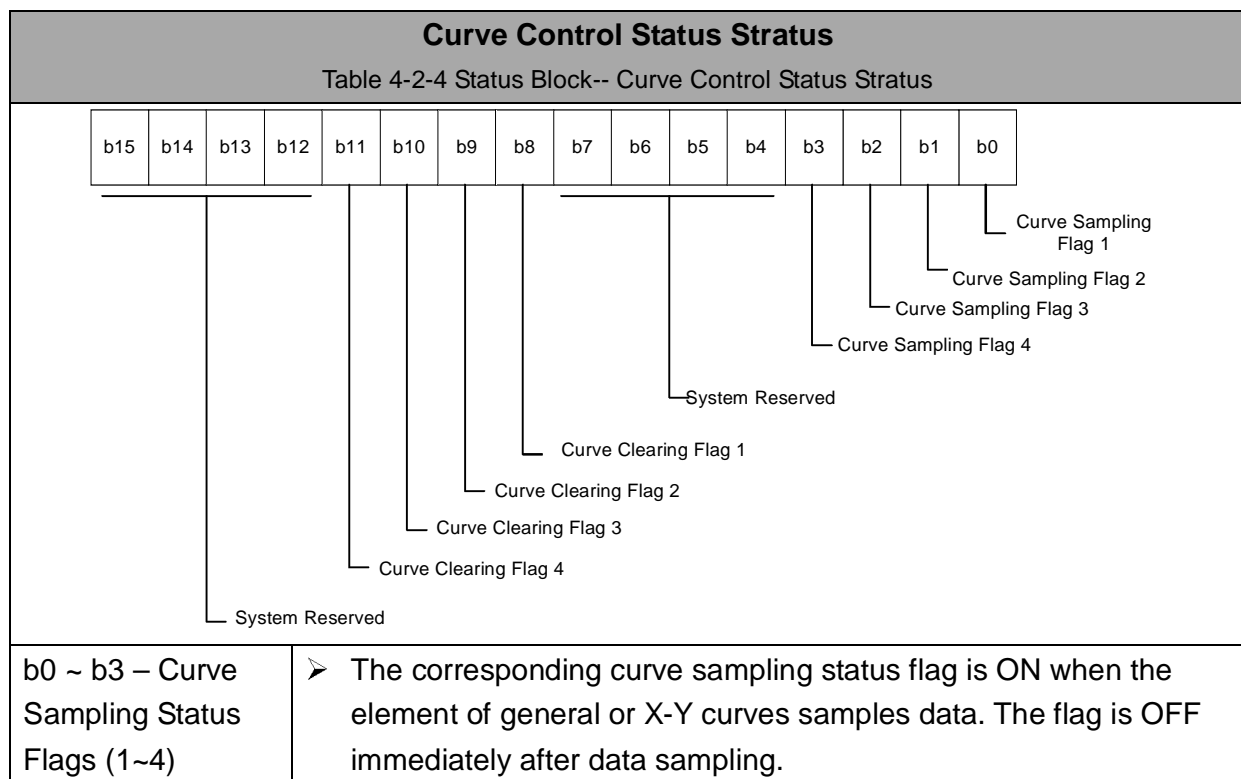 Curve Control Status Stratus
Table 4-2-4 Status Block-- Curve Control Status Stratus
b15 b14 b13 b12 b11 b10 b9 b8 b7 b6 b5 b4 b3 b2 b1 b0
Curve Sampling
Flag 1
Curve Sampling Flag 2
Curve Sampling Flag 3
Curve Sampling Flag 4
System Reserved
Curve Clearing Flag 1
Curve Clearing Flag 2
Curve Clearing Flag 3
Curve Clearing Flag 4
System Reserved
b0 ~ b3 – Curve
Sampling Status
Flags (1~4)
➢ The corresponding curve sampling status flag is ON when the
element of general or X-Y curves samples data. The flag is OFF
immediately after data sampling.